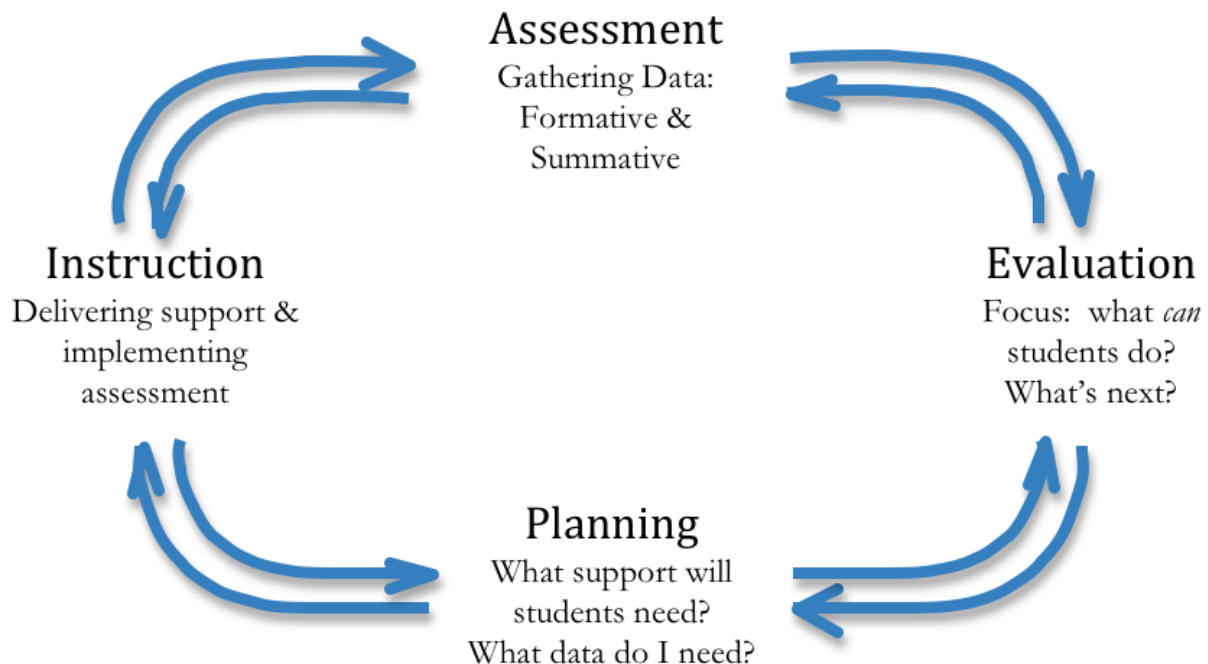 Assessment
Gathering Data:
Formative &
Summative
Instruction
Delivering support &
implementing
assessment
Evaluation
Focus:  what can
students do?
What’s next?
Planning
What support will
students need?
What data do I need?